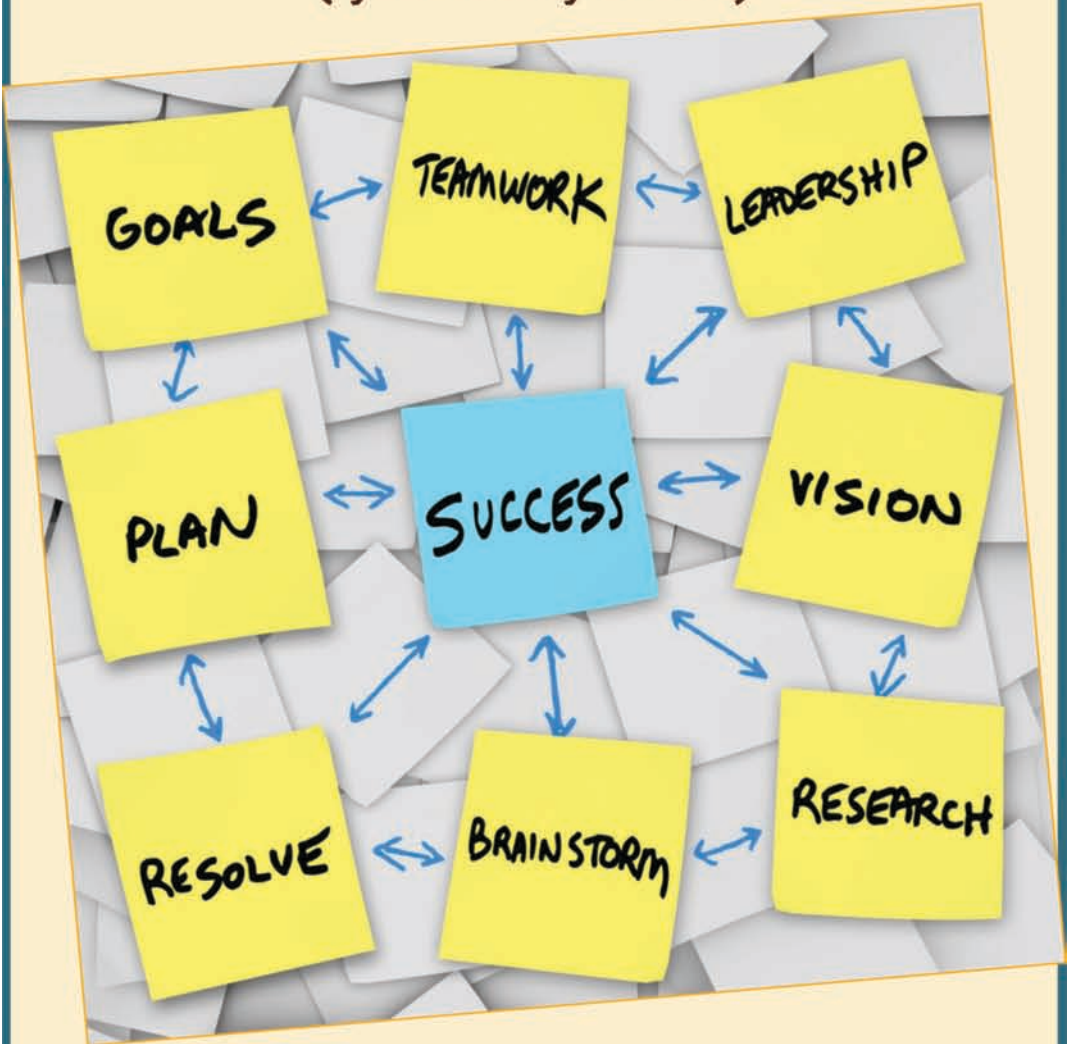 GOALS
TEAMWORK
LEADERSHIP
PLAN
SUCCESS
VISION
RESOLVE
BRAINSTORM
RESEARCH